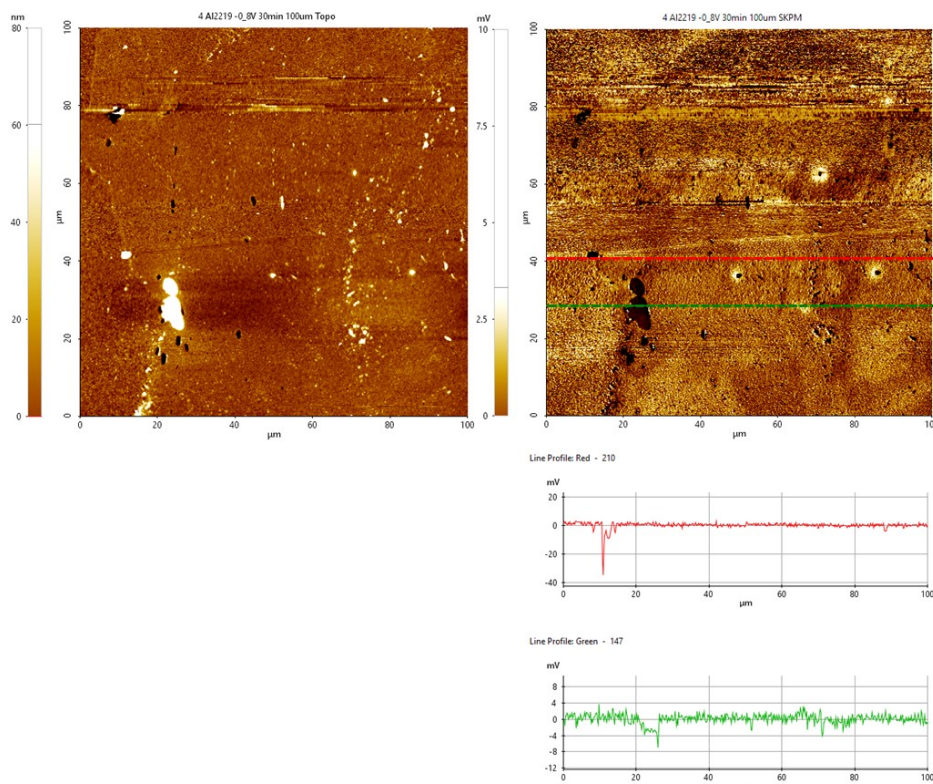 4 Al2219 -0_8V 30min 100um Topo
nm
80
60
40
20
0
100
80
60
40
20
0
µm
0 20 40 60 80 100
µm
4 Al2219 -0_8V 30min 100um SKPM
mV
10
7.5
5
2.5
0
100
80
60
40
20
0
µm
0 20 40 60 80 100
µm
Line Profile: Red - 210
mV
20
0
-20
-40
0 20 40 60 80 100
µm
Line Profile: Green - 147
mV
8
4
0
-4
-8
-12
0 20 40 60 80 100